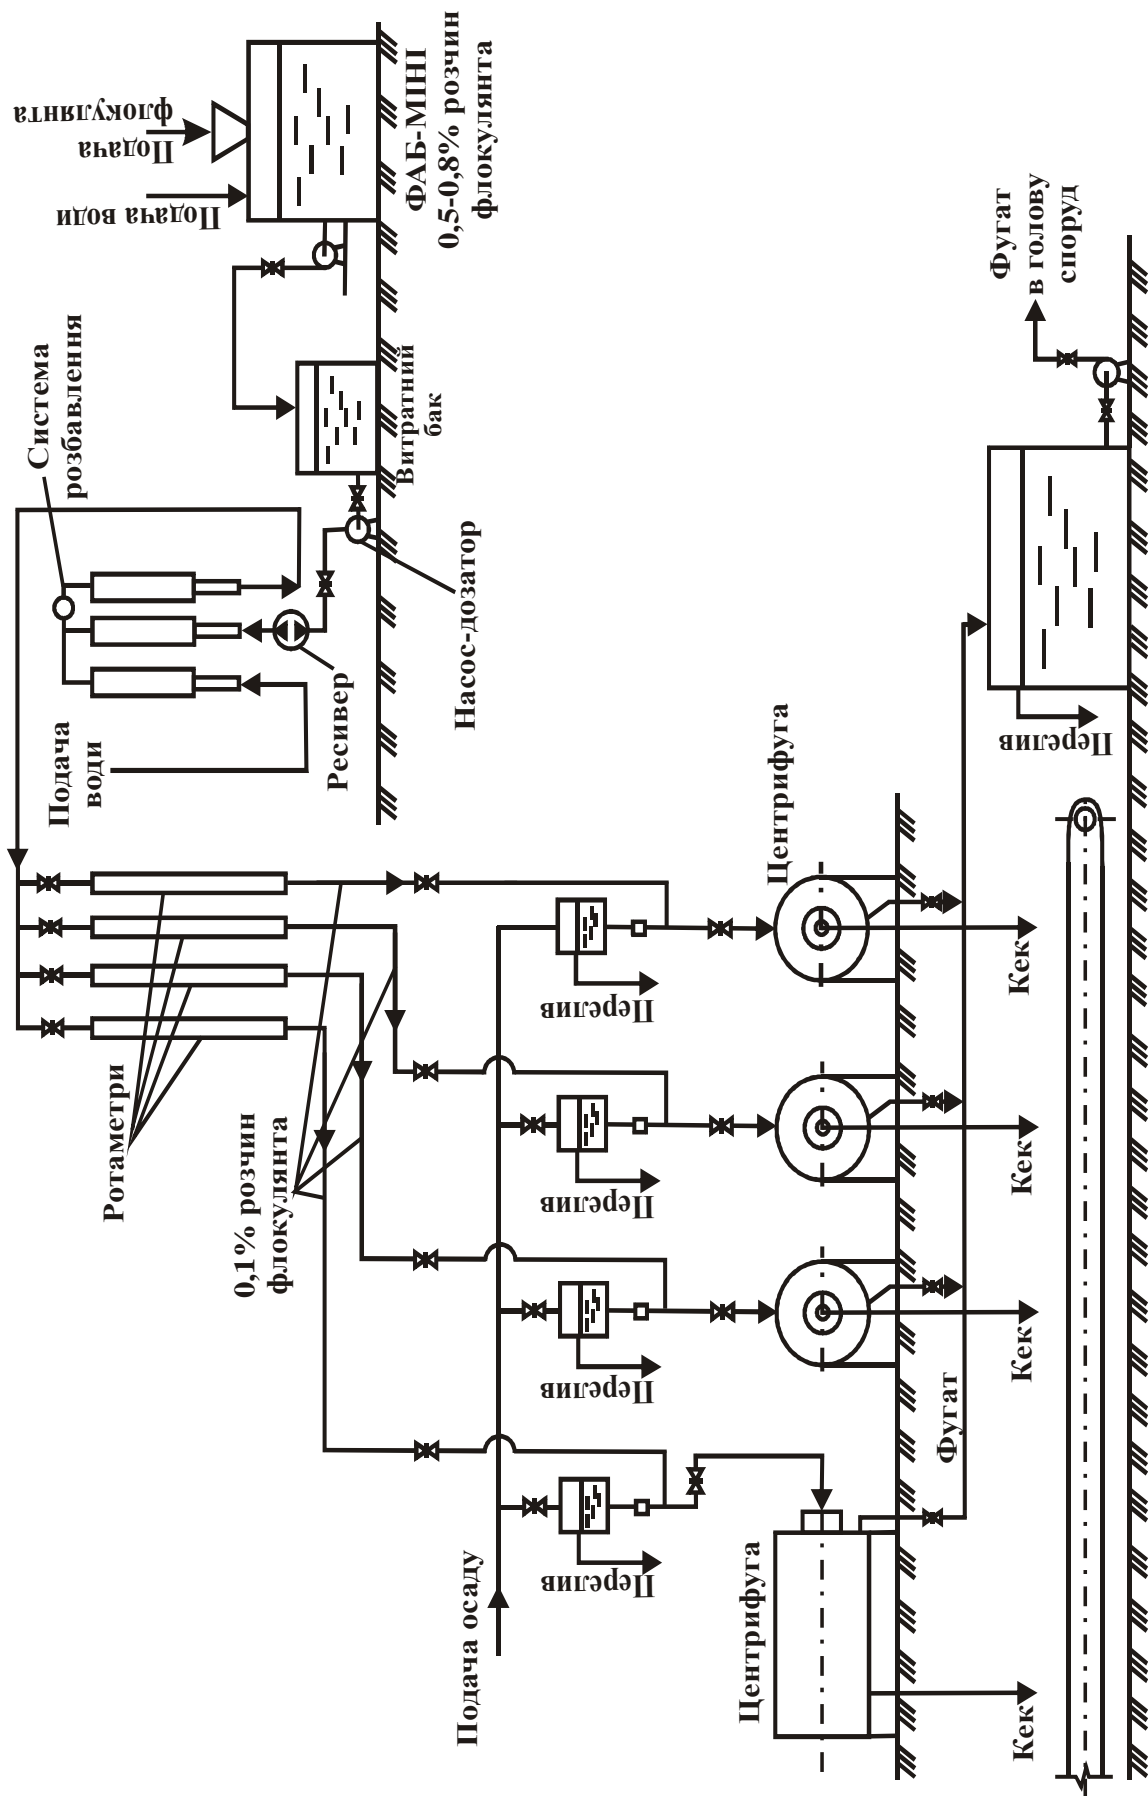 Подача
флокулянта
Подача води
ФАБ-МІНІ
0,5-0,8% розчин
флокулянта
Система
розбавлення
Витратний
бак
Насос-дозатор
Ресивер
Подача
води
Ротаметри
0,1% розчин
флокулянта
Подача осаду
Перелив
Перелив
Перелив
Перелив
Центрифуга
Центрифуга
Кек
Кек
Кек
Кек
Фугат
Перелив
Фугат
в голову
споруд